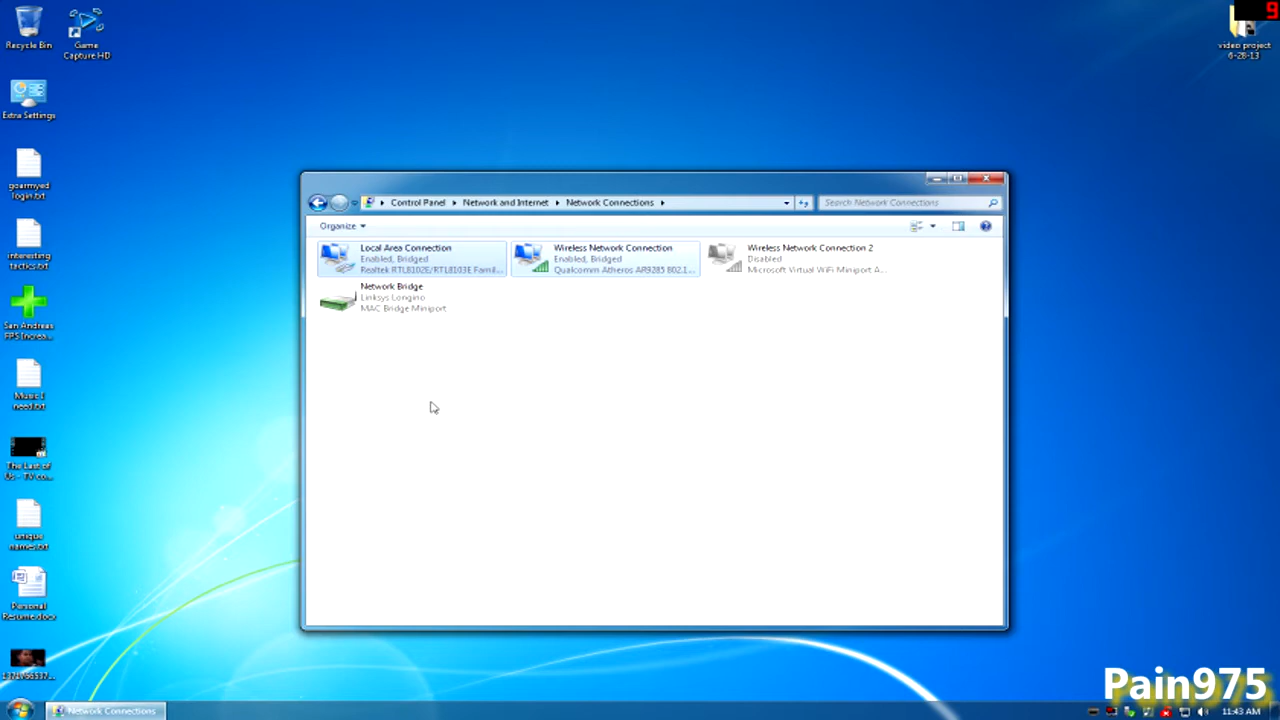 Recycle Bin
Game
Capture HD
Extra Settings
goarmyed
login.txt
interesting
tactics.txt
San Andreas
FPS Increa...
Music I
need.txt
The Last of
Us - TV co...
unique
names.txt
Personal
Resume.docx
video project
6-28-13
9
Control Panel
Network and Internet
Network Connections
Search Network Connections
Organize
Local Area Connection
Enabled, Bridged
Realtek RTL8102E/RTL8103E Famil...
Wireless Network Connection
Enabled, Bridged
Qualcomm Atheros AR9285 802.1...
Wireless Network Connection 2
Disabled
Microsoft Virtual WiFi Miniport A...
Network Bridge
Linksys Longino
MAC Bridge Miniport
Pain975
Network Connections
11:43 AM